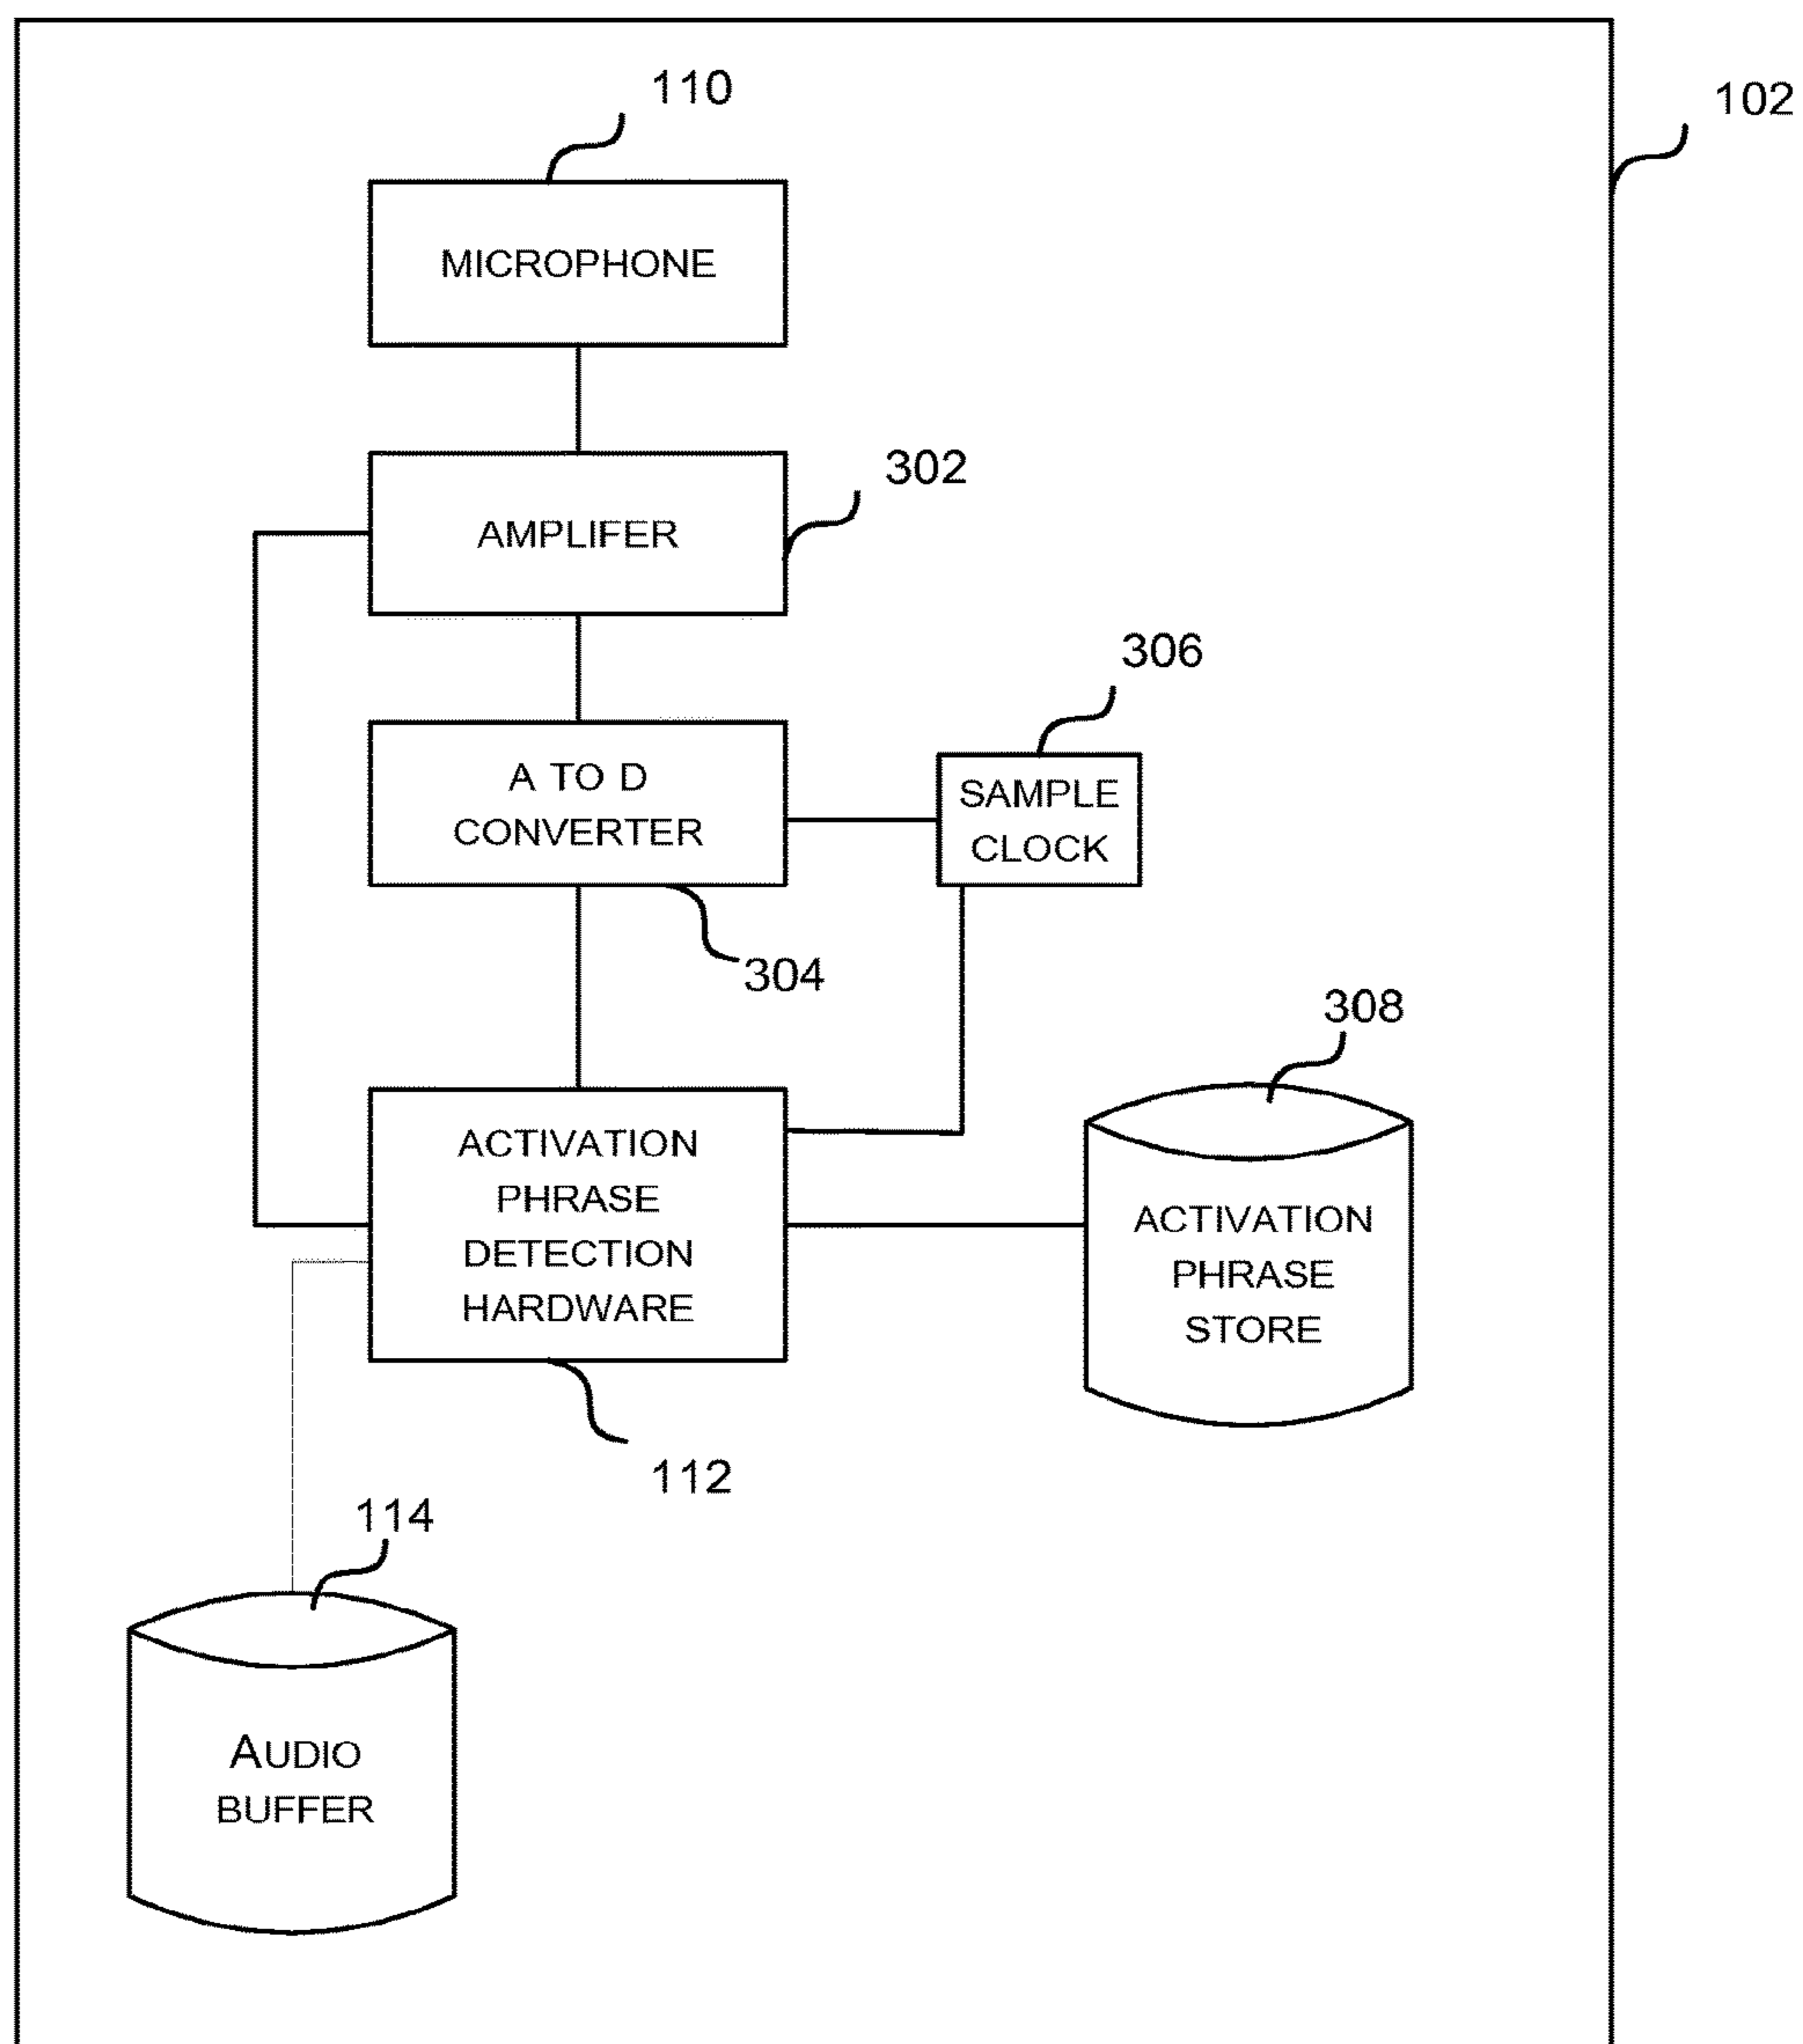 110
102
MICROPHONE
302
AMPLIFER
306
A TO D
CONVERTER
SAMPLE
CLOCK
304
308
ACTIVATION
PHRASE
DETECTION
HARDWARE
ACTIVATION
PHRASE
STORE
112
114
AUDIO
BUFFER